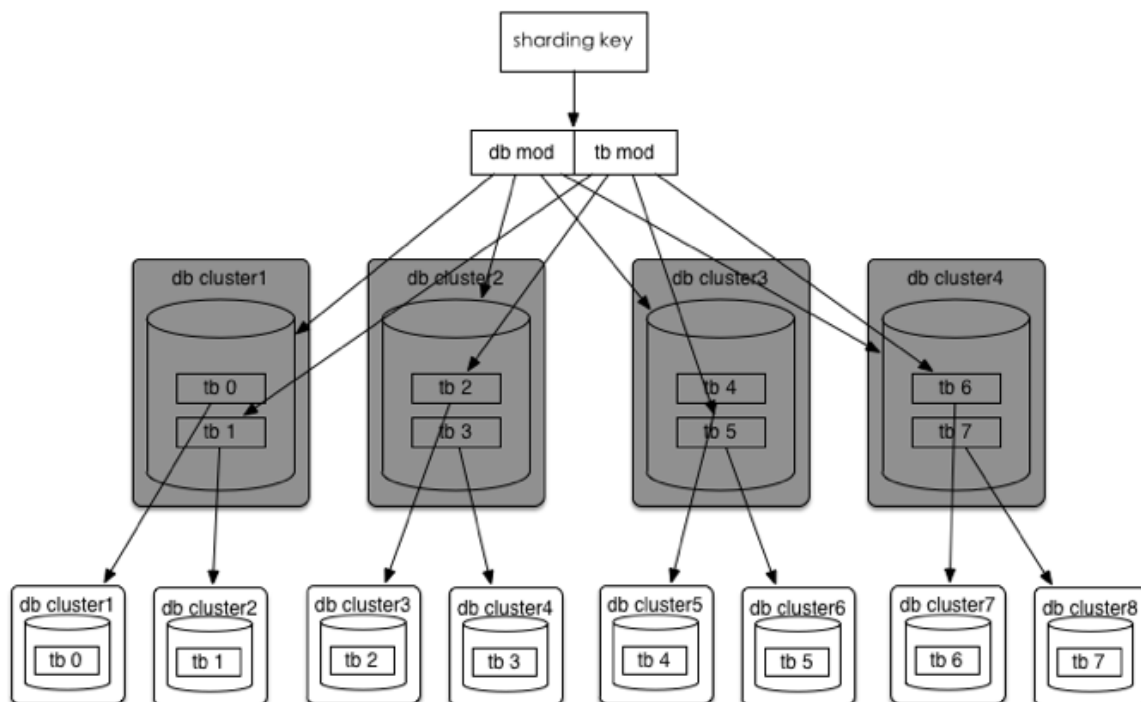 sharding key
db mod
tb mod
db cluster1
db cluster2
db cluster3
db cluster4
tb 0
tb 2
tb 4
tb 6
tb 1
tb 3
tb 5
tb 7
db cluster1
db cluster2
db cluster3
db cluster4
db cluster5
db cluster6
db cluster7
db cluster8
tb 0
tb 1
tb 2
tb 3
tb 4
tb 5
tb 6
tb 7